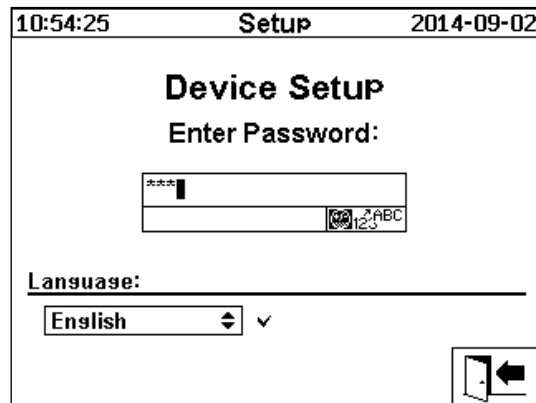 10:54:25 Setup 2014-09-02
Device Setup
Enter Password:
***
123 ABC
Language:
English